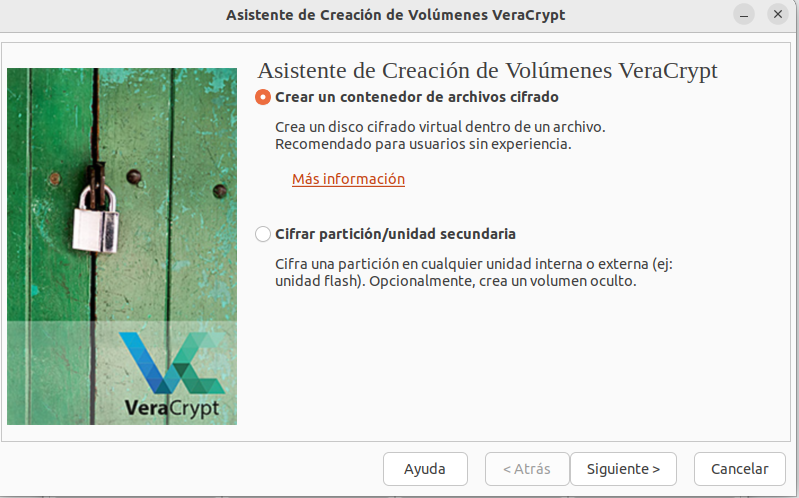 Asistente de Creación de Volúmenes VeraCrypt
Asistente de Creación de Volúmenes VeraCrypt
Crear un contenedor de archivos cifrado
Crea un disco cifrado virtual dentro de un archivo.
Recomendado para usuarios sin experiencia.
Más información
Cifrar partición/unidad secundaria
Cifra una partición en cualquier unidad interna o externa (ej:
unidad flash). Opcionalmente, crea un volumen oculto.
VeraCrypt
Ayuda
< Atrás
Siguiente >
Cancelar